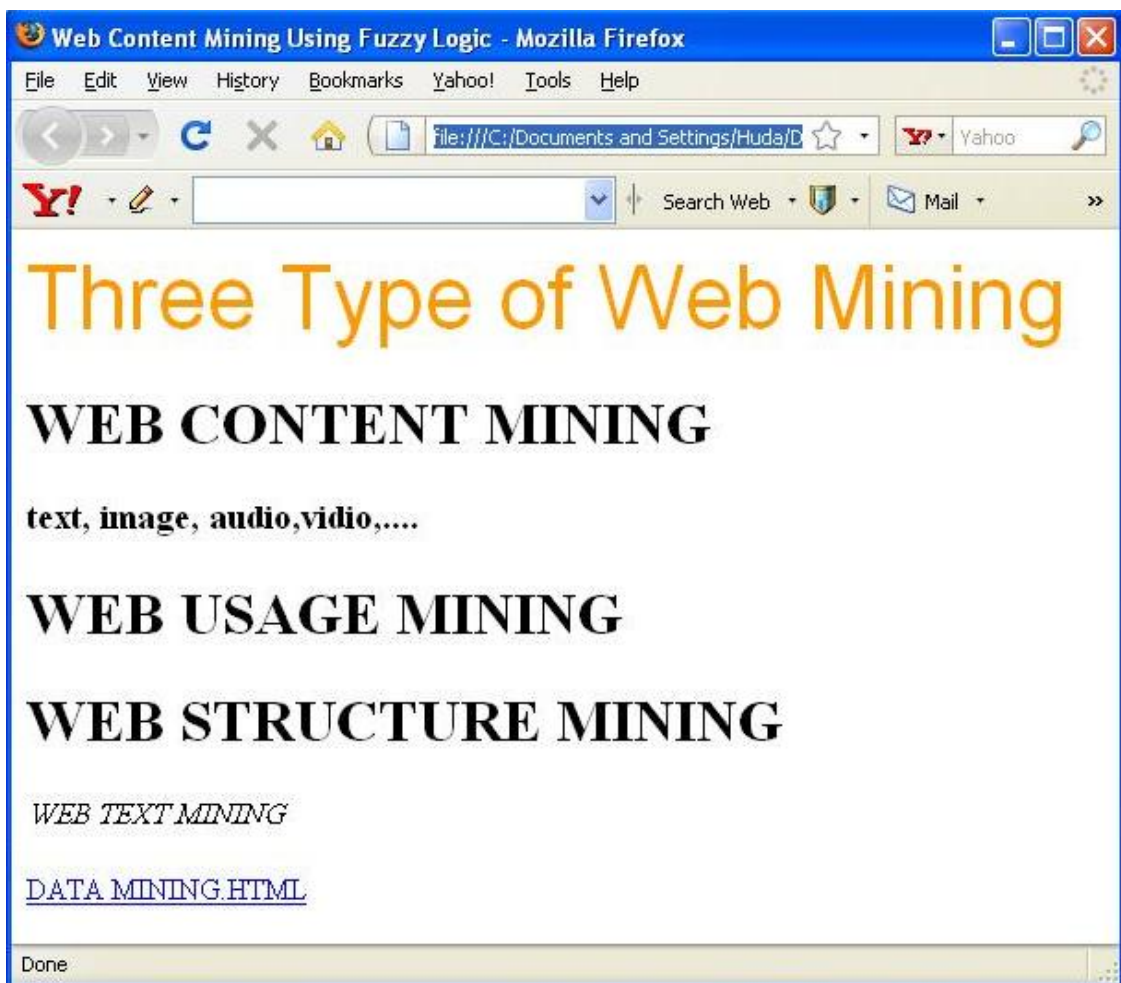 Web Content Mining Using Fuzzy Logic - Mozilla Firefox
File Edit View History Bookmarks Yahoo! Tools Help
file:///C:/Documents and Settings/Huda/D Yahoo
Y! Search Web Mail »
Three Type of Web Mining
WEB CONTENT MINING
text, image, audio,vidio,....
WEB USAGE MINING
WEB STRUCTURE MINING
WEB TEXT MINING
DATA MINING.HTML
Done